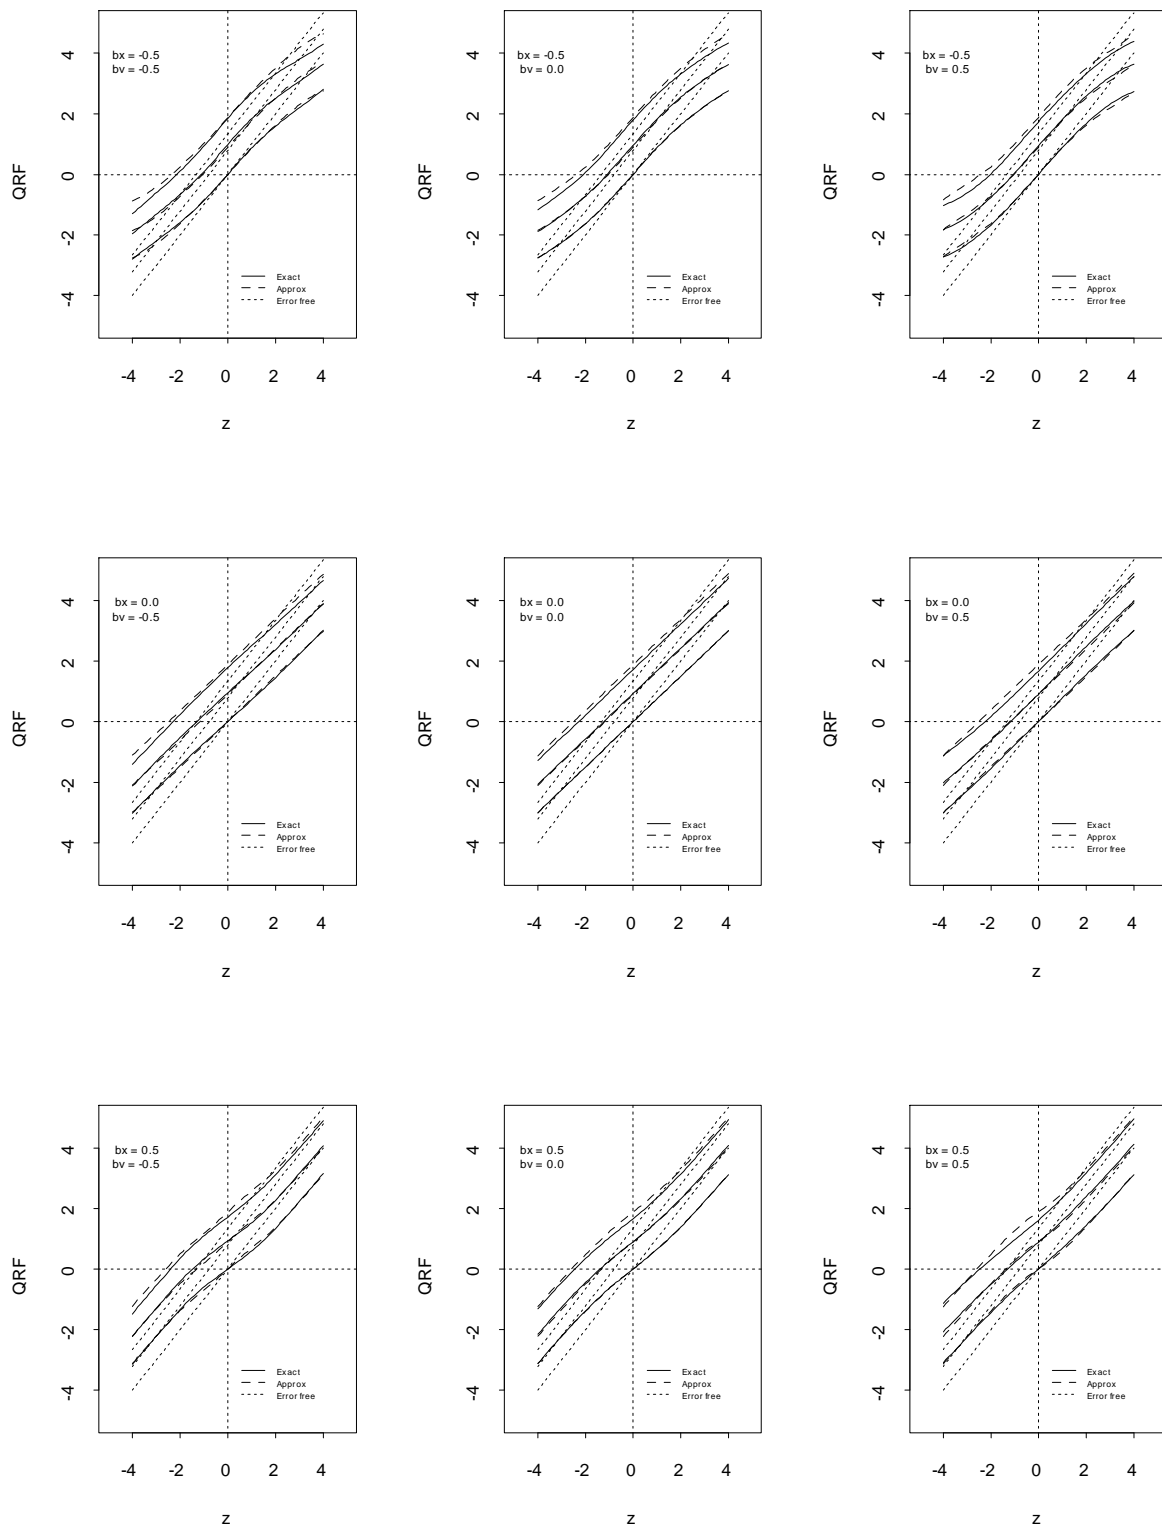 bx = -0.5
bv = -0.5
QRF
4
2
0
-2
-4
Exact
Approx
Error free
-4 -2 0 2 4
z
bx = -0.5
bv = 0.0
QRF
4
2
0
-2
-4
Exact
Approx
Error free
-4 -2 0 2 4
z
bx = -0.5
bv = 0.5
QRF
4
2
0
-2
-4
Exact
Approx
Error free
-4 -2 0 2 4
z
bx = 0.0
bv = -0.5
QRF
4
2
0
-2
-4
Exact
Approx
Error free
-4 -2 0 2 4
z
bx = 0.0
bv = 0.0
QRF
4
2
0
-2
-4
Exact
Approx
Error free
-4 -2 0 2 4
z
bx = 0.0
bv = 0.5
QRF
4
2
0
-2
-4
Exact
Approx
Error free
-4 -2 0 2 4
z
bx = 0.5
bv = -0.5
QRF
4
2
0
-2
-4
Exact
Approx
Error free
-4 -2 0 2 4
z
bx = 0.5
bv = 0.0
QRF
4
2
0
-2
-4
Exact
Approx
Error free
-4 -2 0 2 4
z
bx = 0.5
bv = 0.5
QRF
4
2
0
-2
-4
Exact
Approx
Error free
-4 -2 0 2 4
z